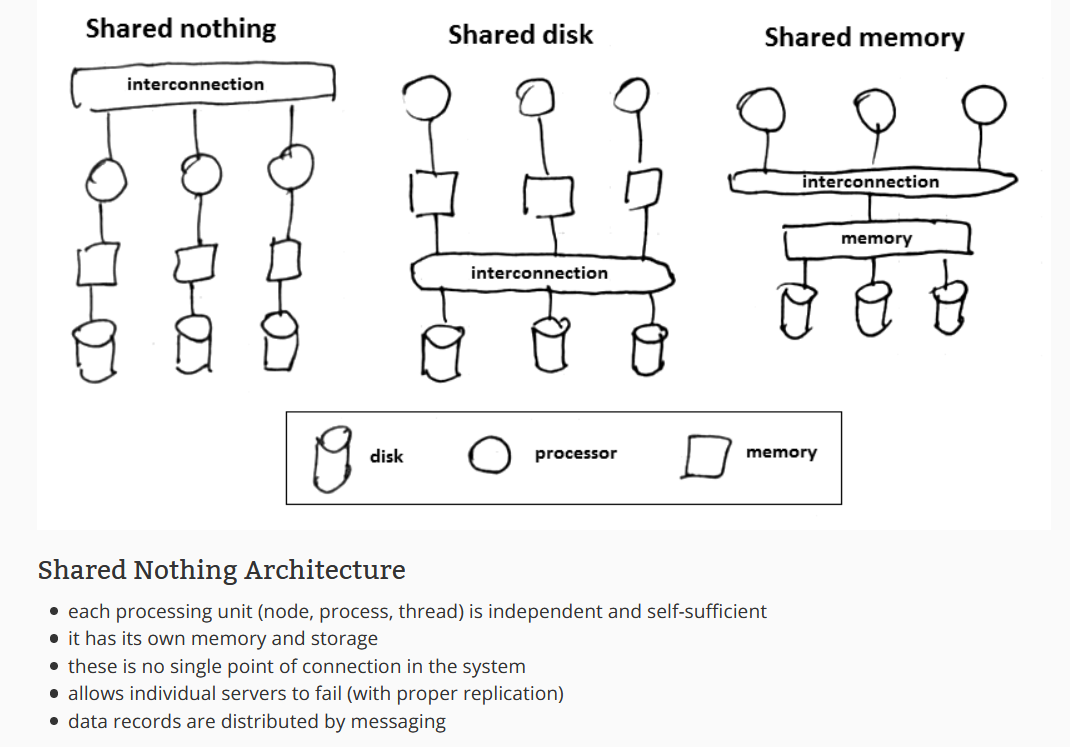 Shared nothing
Shared disk
Shared memory
interconnection
interconnection
interconnection
memory
disk
processor
memory
Shared Nothing Architecture
• each processing unit (node, process, thread) is independent and self-sufficient
• it has its own memory and storage
• these is no single point of connection in the system
• allows individual servers to fail (with proper replication)
• data records are distributed by messaging